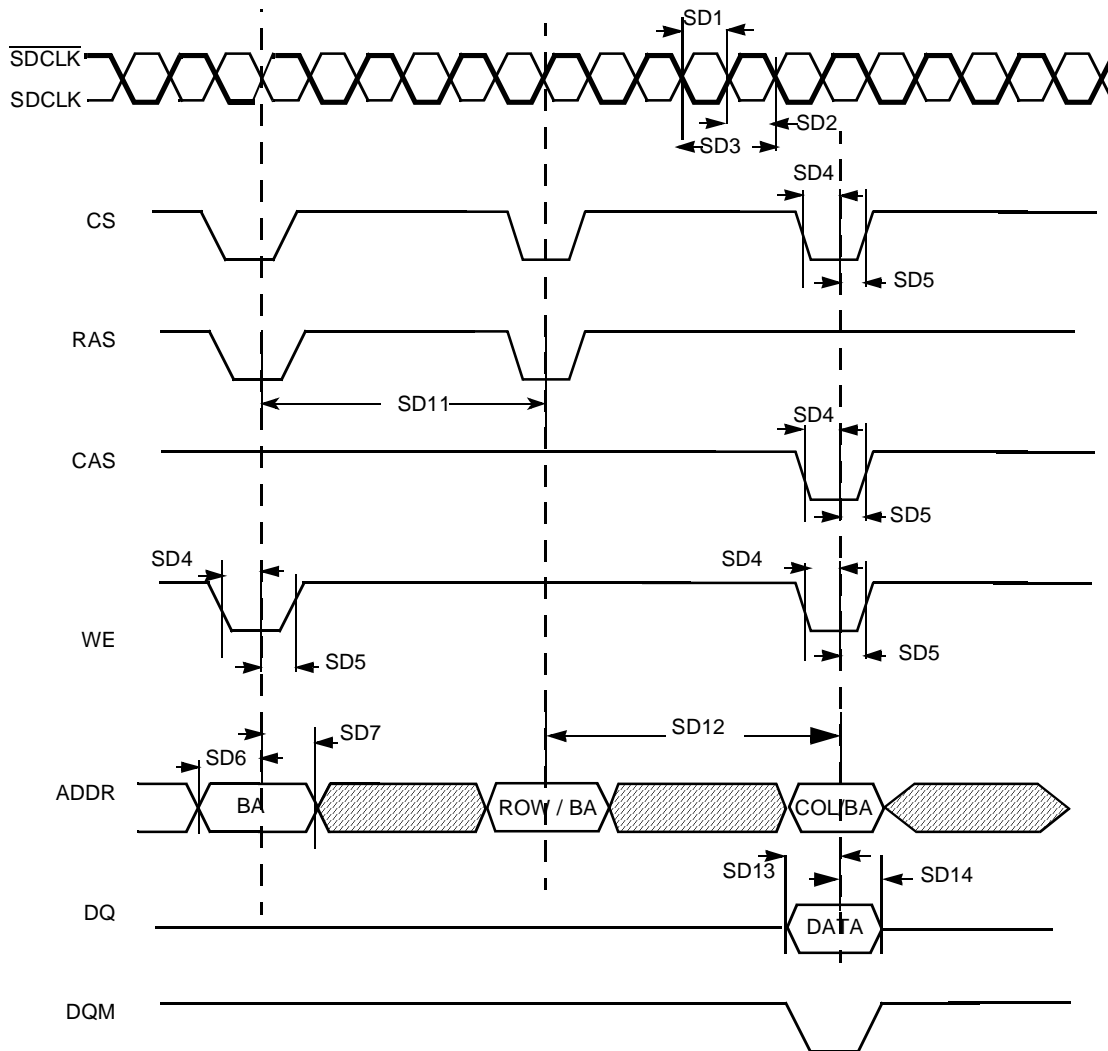 SD1
SDCLK
SDCLK
SD2
SD3
SD4
CS
SD5
RAS
SD11
SD4
CAS
SD5
SD4
SD4
WE
SD5
SD5
SD12
SD7
SD6
ADDR
BA
ROW / BA
COL/BA
SD13
SD14
DQ
DATA
DQM